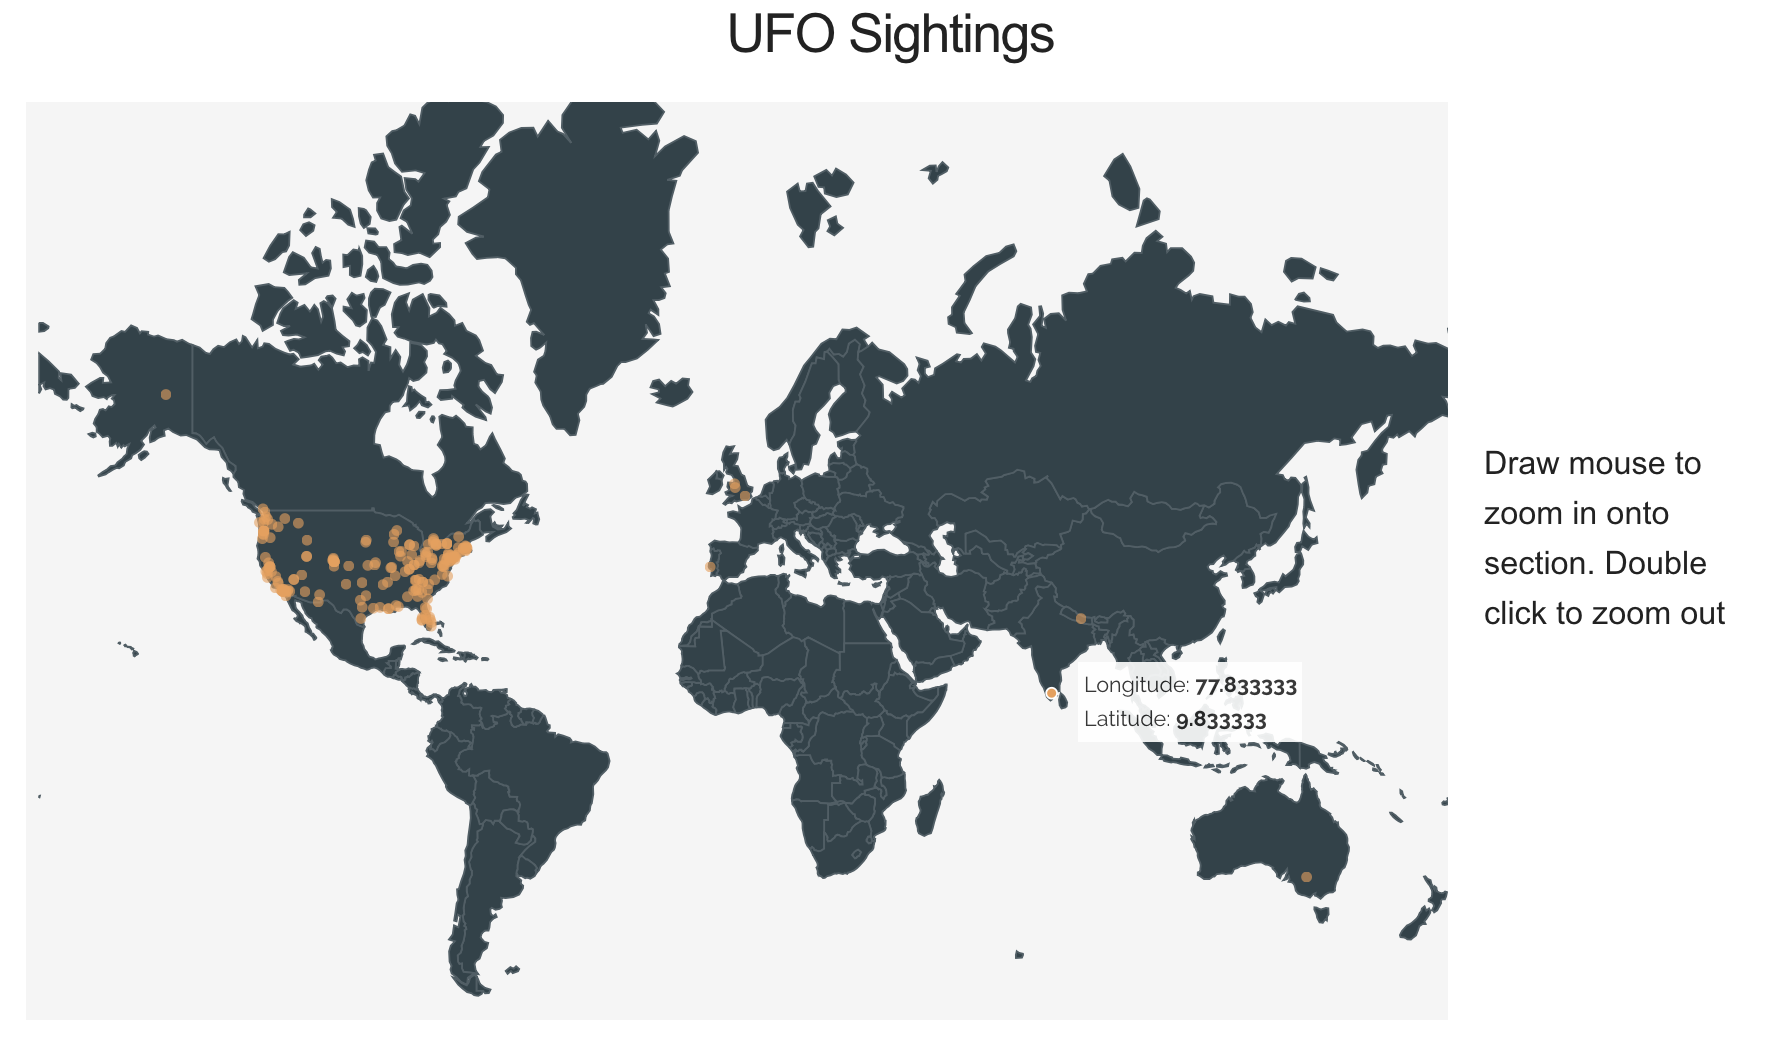 UFO Sightings
Draw mouse to
zoom in onto
section. Double
click to zoom out
Longitude: 77.833333
Latitude: 9.833333